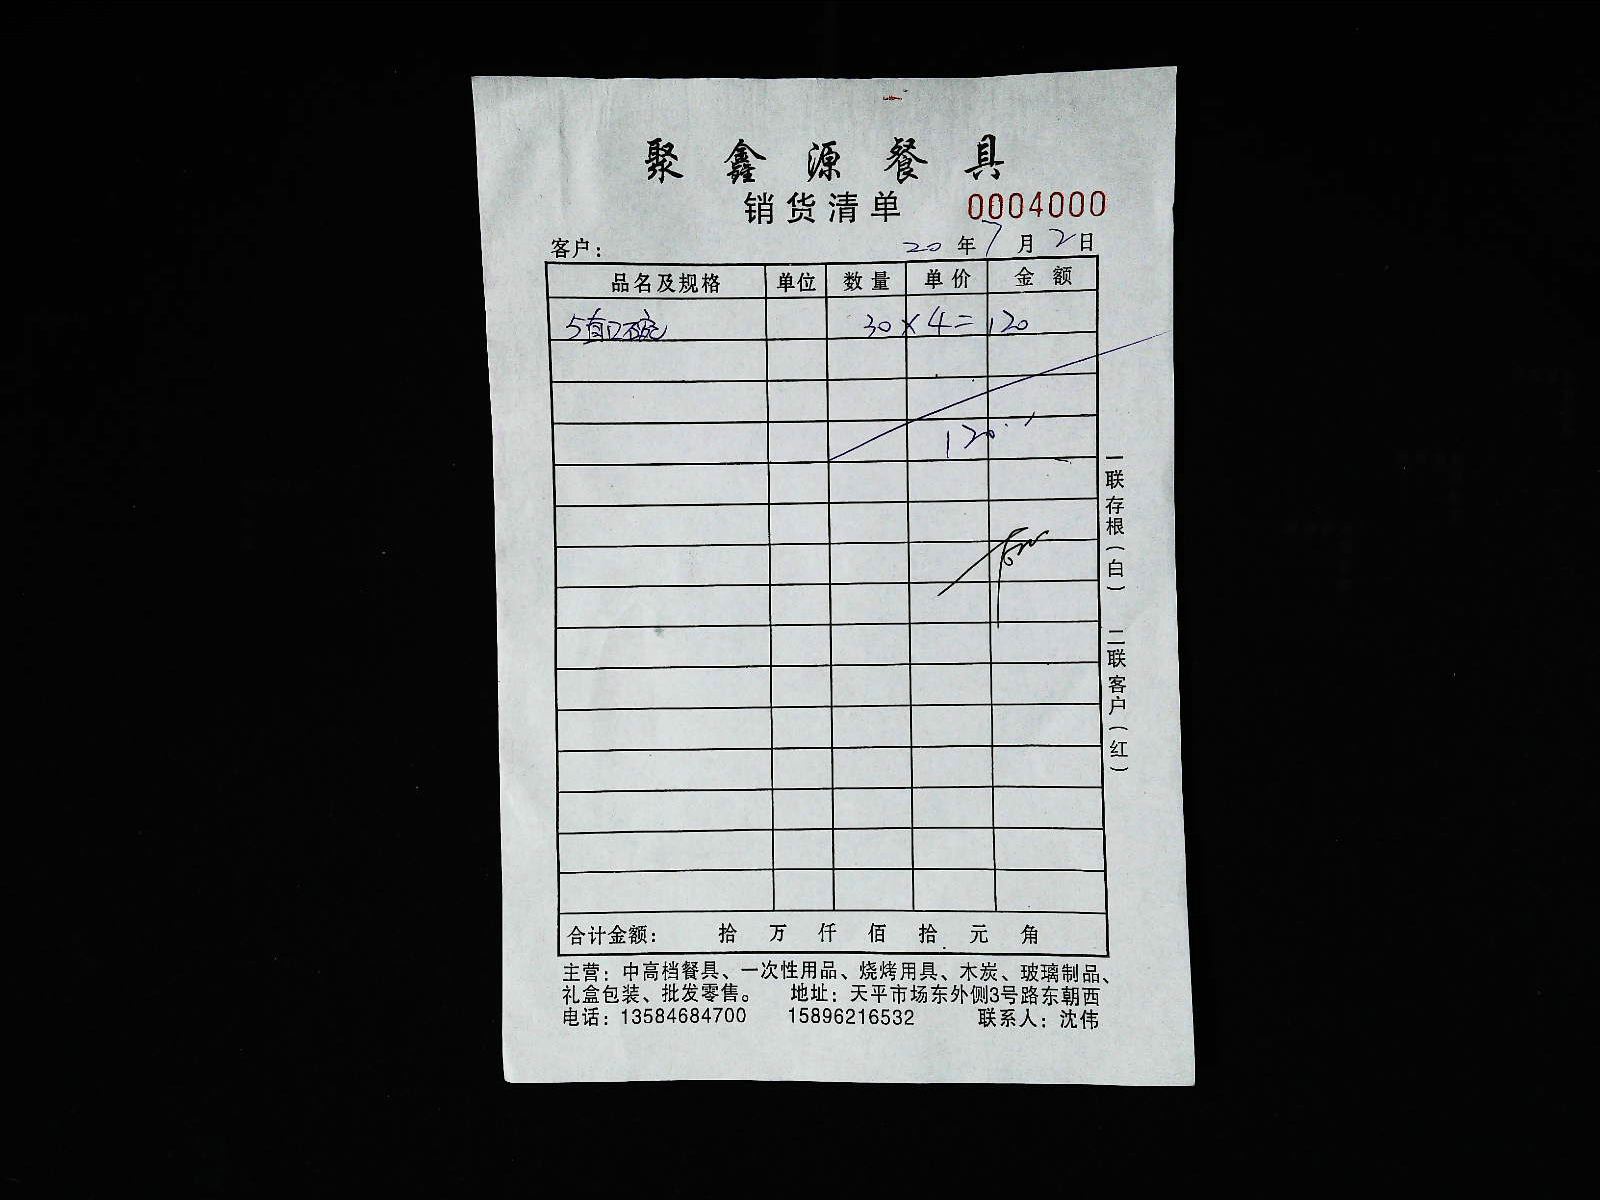 聚鑫源餐具
销货清单 0004000
客户: 20年7月2日
品名及规格 单位 数量 单价 金额
5直口碗 30×4=120
120
一联存根(白) 二联客户(红)
合计金额: 拾 万 仟 佰 拾 元 角
主营:中高档餐具、一次性用品、烧烤用具、木炭、玻璃制品、
礼盒包装、批发零售。 地址:天平市场东外侧3号路东朝西
电话:13584684700 15896216532 联系人:沈伟